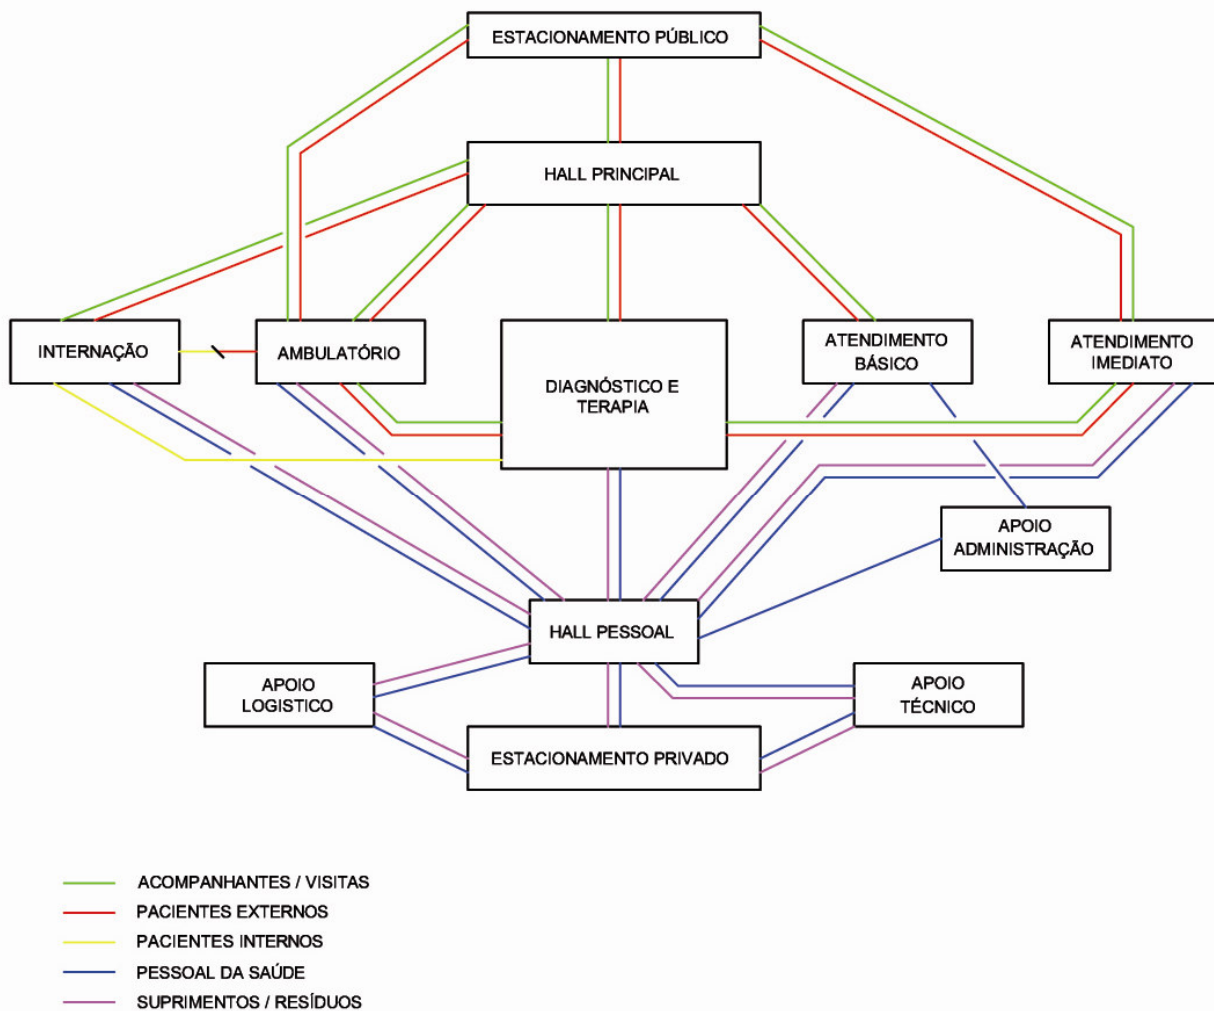 ESTACIONAMENTO PÚBLICO
HALL PRINCIPAL
INTERNAÇÃO
AMBULATÓRIO
DIAGNÓSTICO E
TERAPIA
ATENDIMENTO
BÁSICO
ATENDIMENTO
IMEDIATO
APOIO
ADMINISTRAÇÃO
HALL PESSOAL
APOIO
LOGISTICO
APOIO
TÉCNICO
ESTACIONAMENTO PRIVADO
ACOMPANHANTES / VISITAS
PACIENTES EXTERNOS
PACIENTES INTERNOS
PESSOAL DA SAÚDE
SUPRIMENTOS / RESÍDUOS